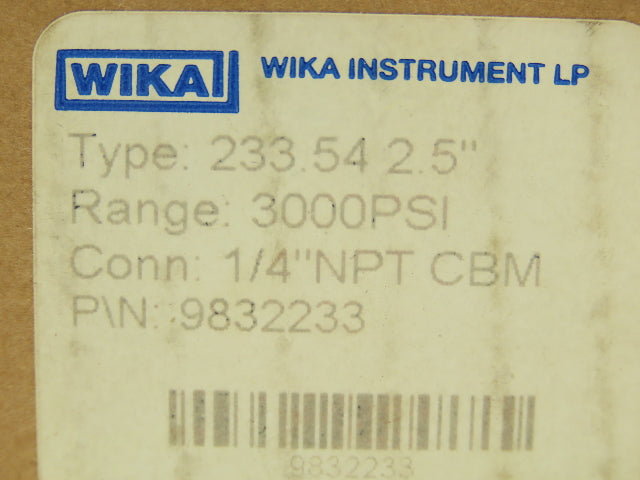 WIKA WIKA INSTRUMENT LP
Type: 233.54 2.5"
Range: 3000PSI
Conn: 1/4"NPT CBM
P\N: 9832233
9832233